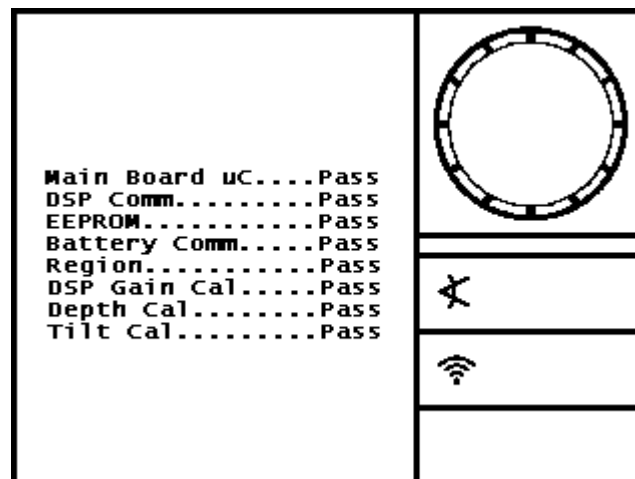 Main Board uC....Pass
DSP Comm.........Pass
EEPROM...........Pass
Battery Comm.....Pass
Region...........Pass
DSP Gain Cal.....Pass
Depth Cal........Pass
Tilt Cal.........Pass